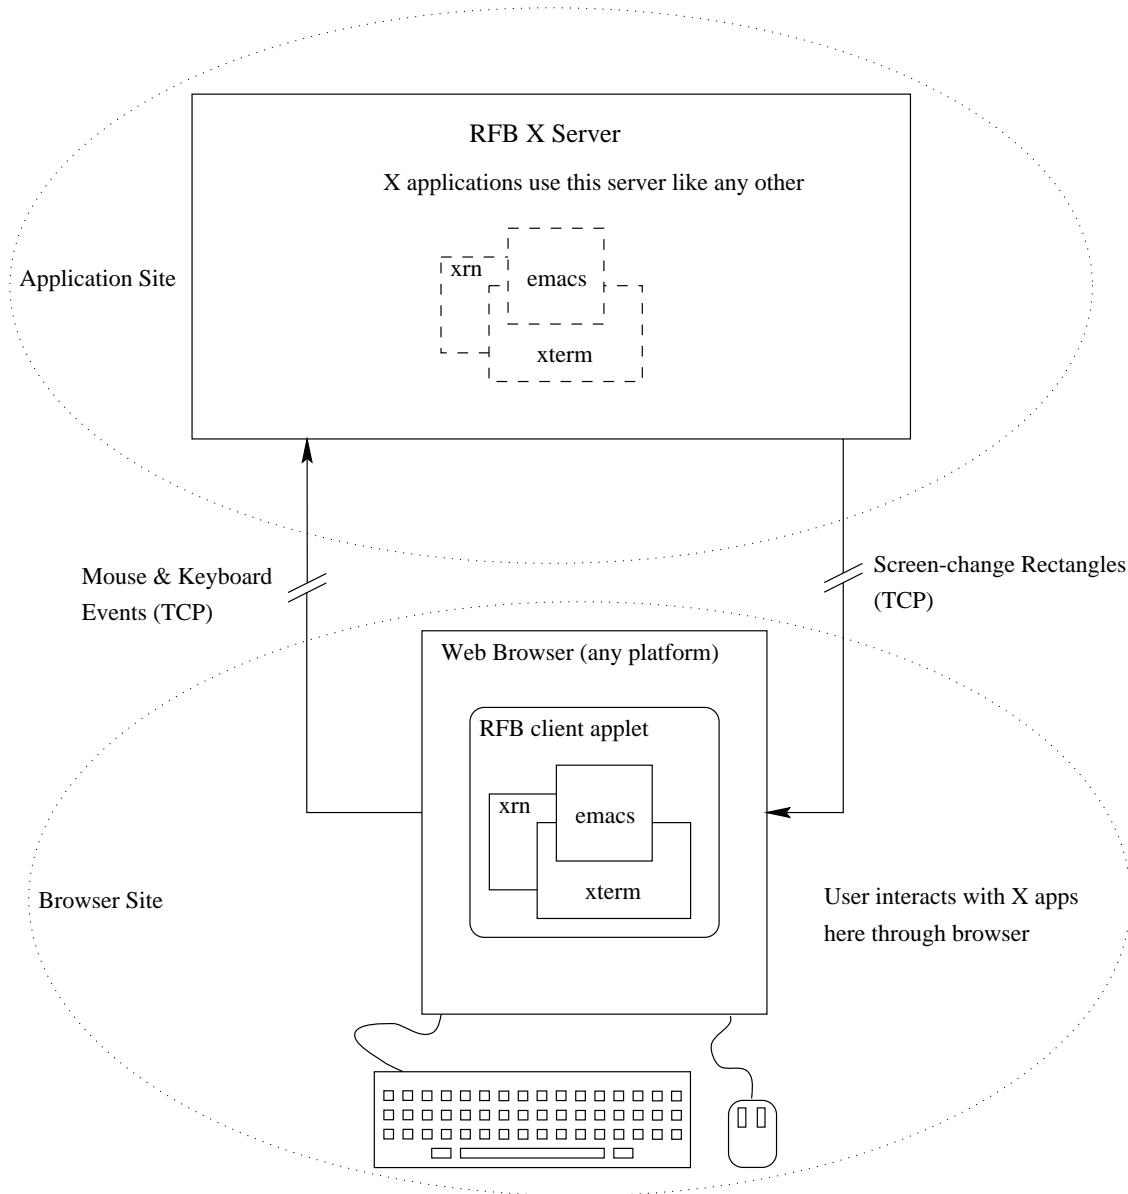 RFB X Server
X applications use this server like any other
xrn
emacs
xterm
Application Site
Mouse & Keyboard
Events (TCP)
Screen-change Rectangles
(TCP)
Web Browser (any platform)
RFB client applet
xrn
emacs
xterm
Browser Site
User interacts with X apps
here through browser